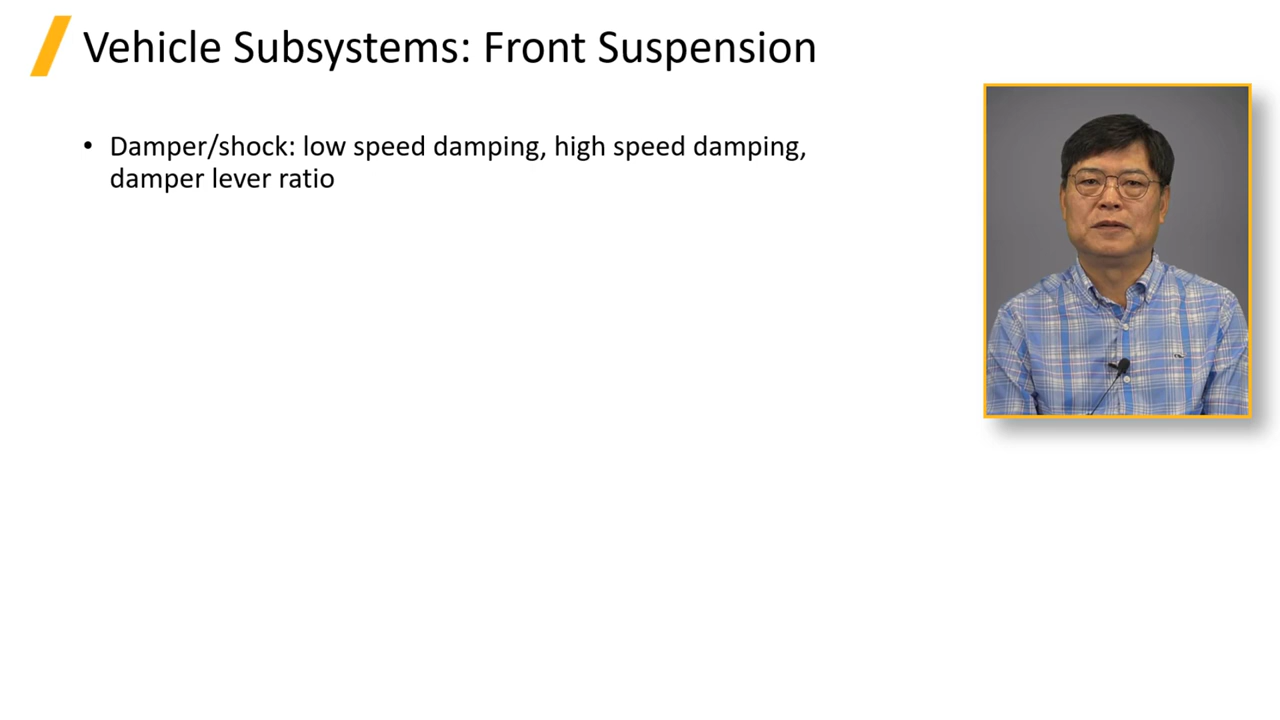 Vehicle Subsystems: Front Suspension
• Damper/shock: low speed damping, high speed damping,
damper lever ratio